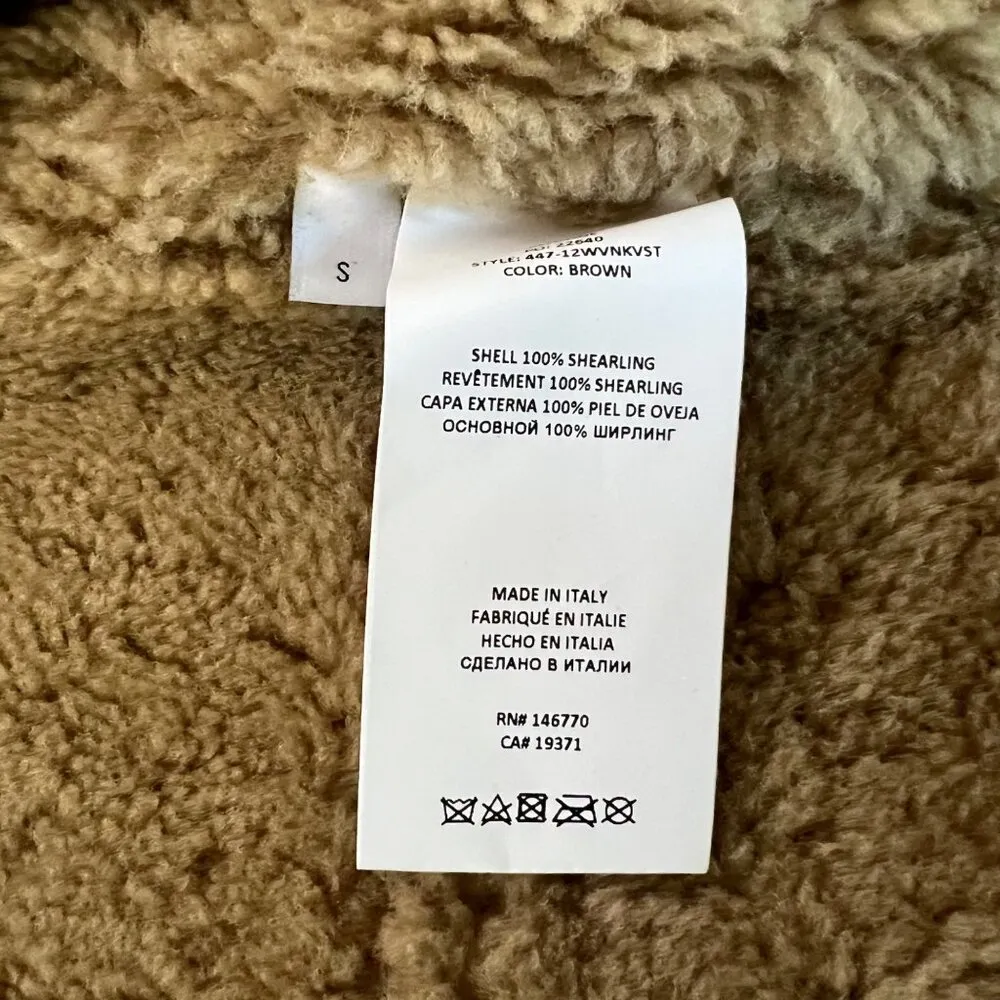 S
22640
STYLE: 447-12WVNKVST
COLOR: BROWN
SHELL 100% SHEARLING
REVÊTEMENT 100% SHEARLING
CAPA EXTERNA 100% PIEL DE OVEJA
ОСНОВНОЙ 100% ШИРЛИНГ
MADE IN ITALY
FABRIQUÉ EN ITALIE
HECHO EN ITALIA
СДЕЛАНО В ИТАЛИИ
RN# 146770
CA# 19371